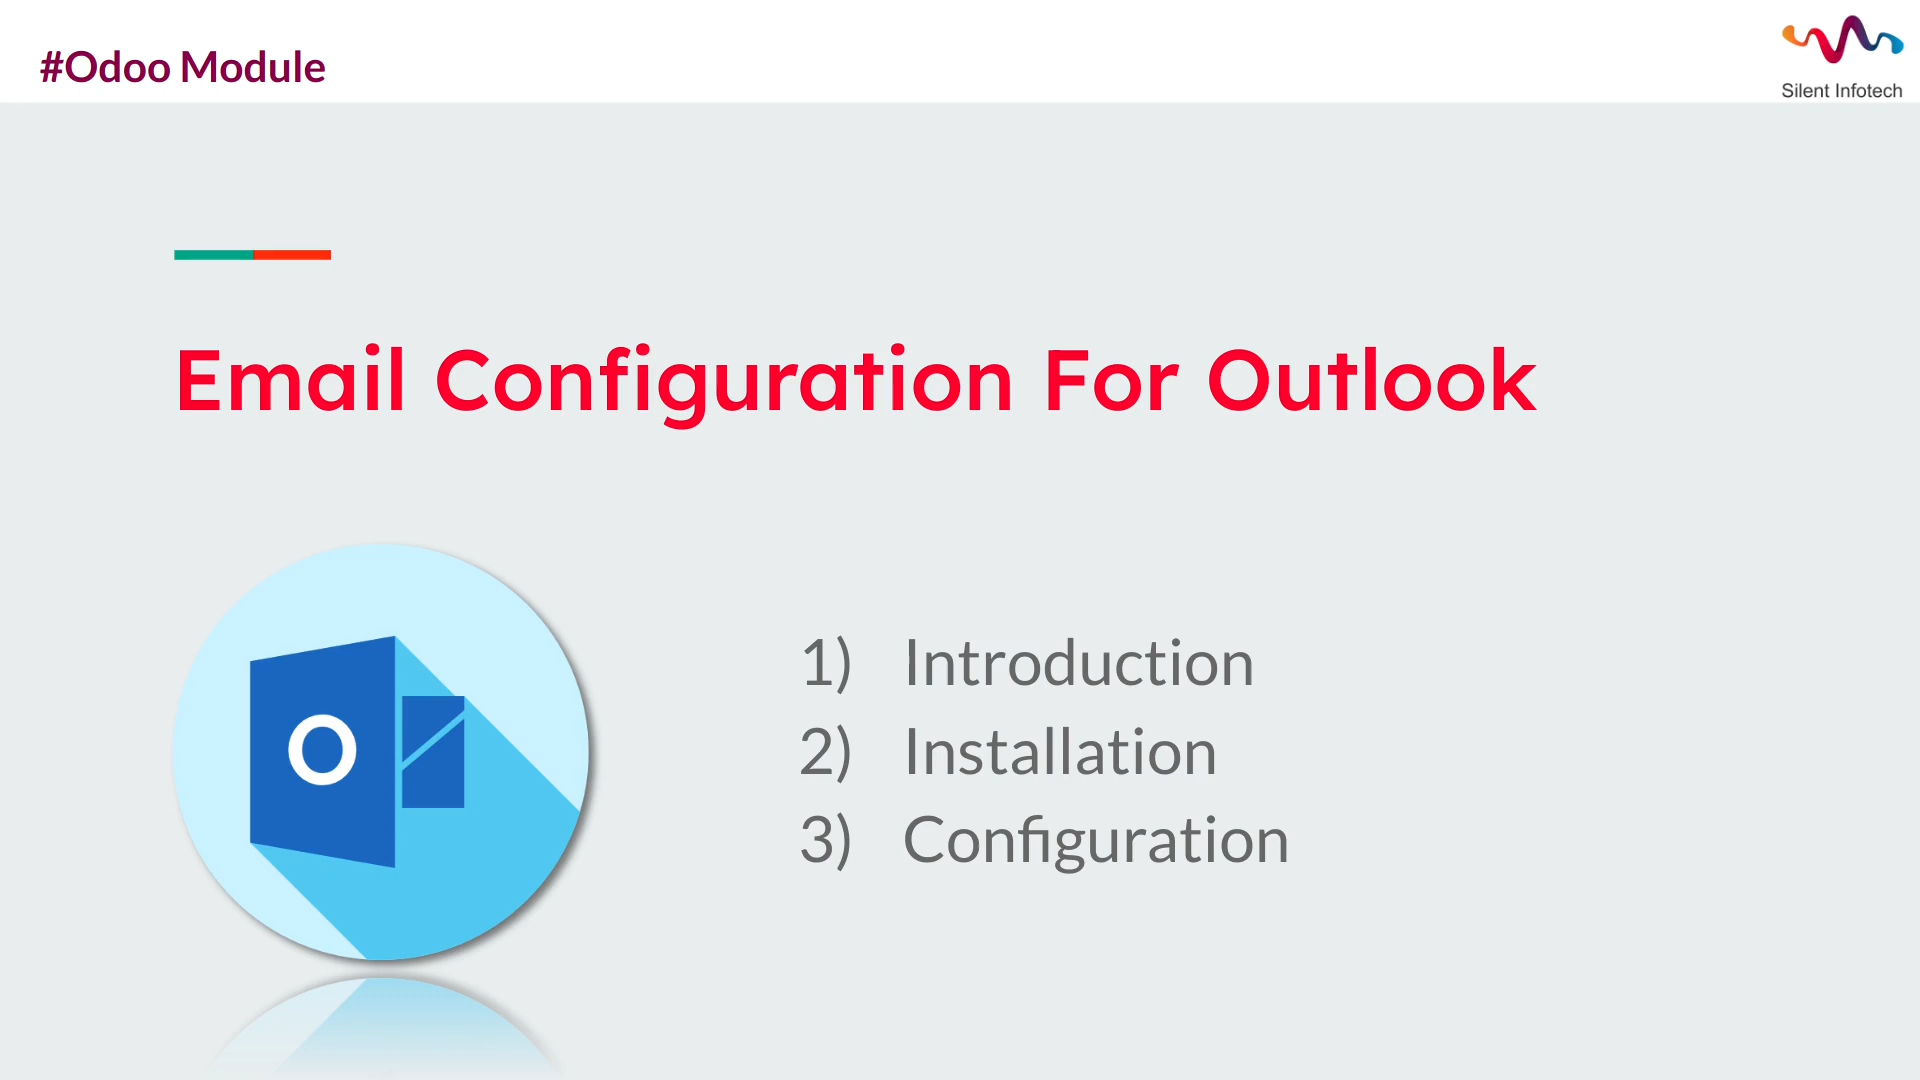 #Odoo Module
Silent Infotech
Email Configuration For Outlook
O
1) Introduction
2) Installation
3) Configuration